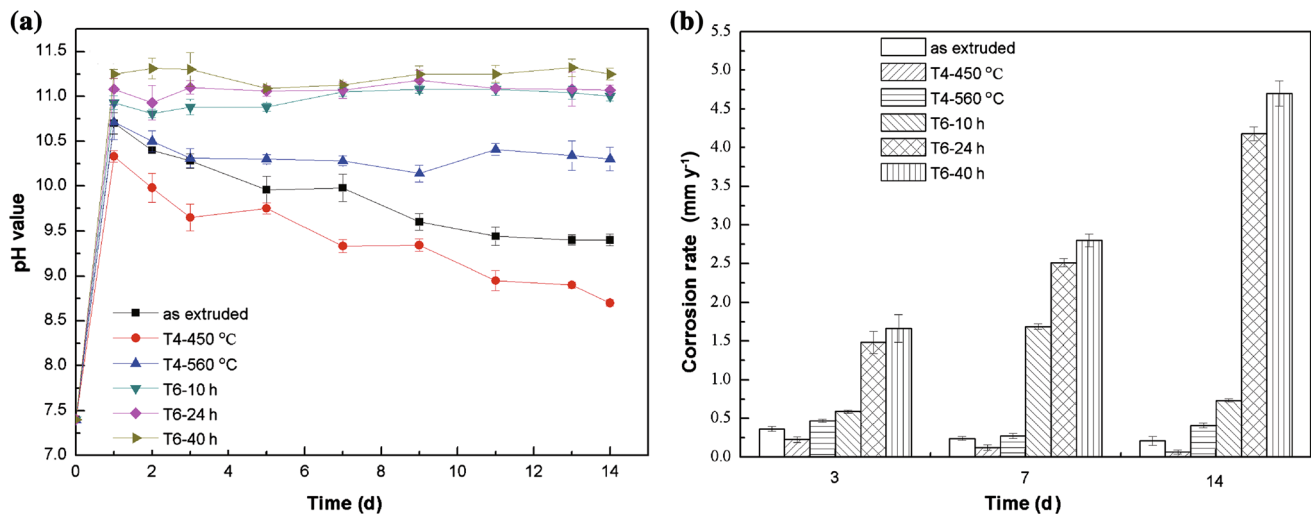 (a)
pH value
11.5
11.0
10.5
10.0
9.5
9.0
8.5
8.0
7.5
7.0
as extruded
T4-450 °C
T4-560 °C
T6-10 h
T6-24 h
T6-40 h
0 2 4 6 8 10 12 14
Time (d)
(b)
Corrosion rate (mm y-1)
5.5
5.0
4.5
4.0
3.5
3.0
2.5
2.0
1.5
1.0
0.5
0.0
as extruded
T4-450 °C
T4-560 °C
T6-10 h
T6-24 h
T6-40 h
3 7 14
Time (d)